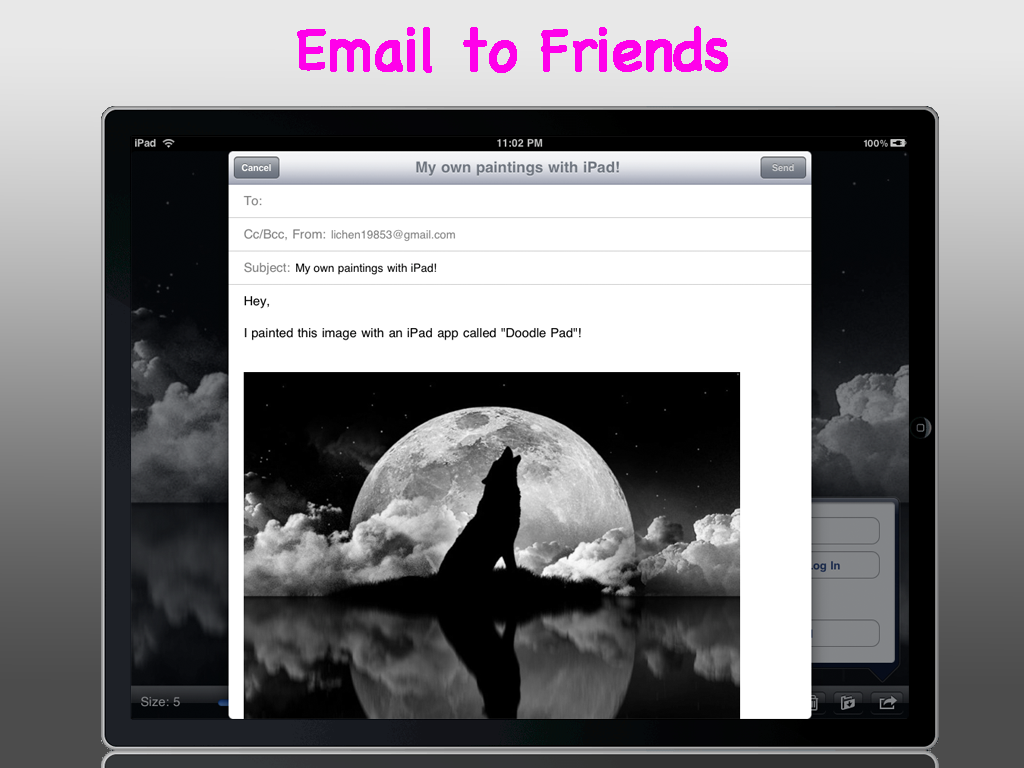 Email to Friends
iPad 11:02 PM 100%
Cancel My own paintings with iPad! Send
To:
Cc/Bcc, From: lichen19853@gmail.com
Subject: My own paintings with iPad!
Hey,
I painted this image with an iPad app called "Doodle Pad"!
Log In
Size: 5